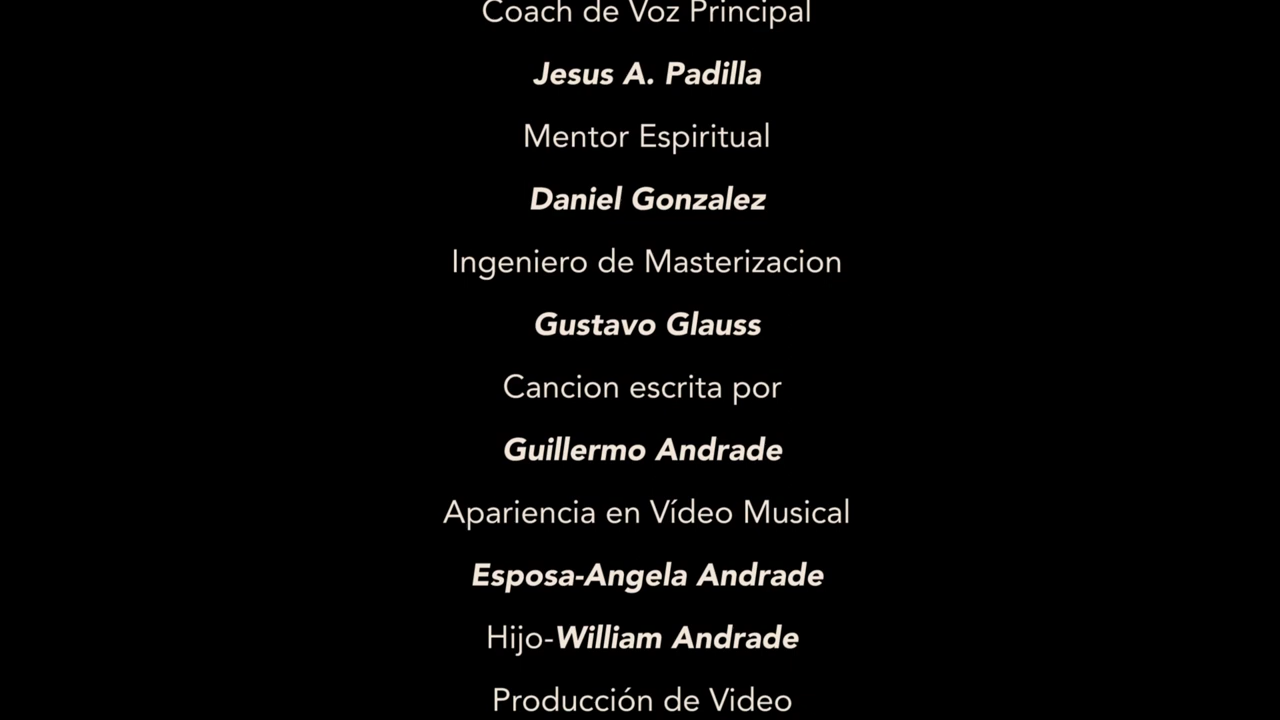 Coach de Voz Principal
Jesus A. Padilla
Mentor Espiritual
Daniel Gonzalez
Ingeniero de Masterizacion
Gustavo Glauss
Cancion escrita por
Guillermo Andrade
Apariencia en Vídeo Musical
Esposa-Angela Andrade
Hijo-William Andrade
Producción de Video